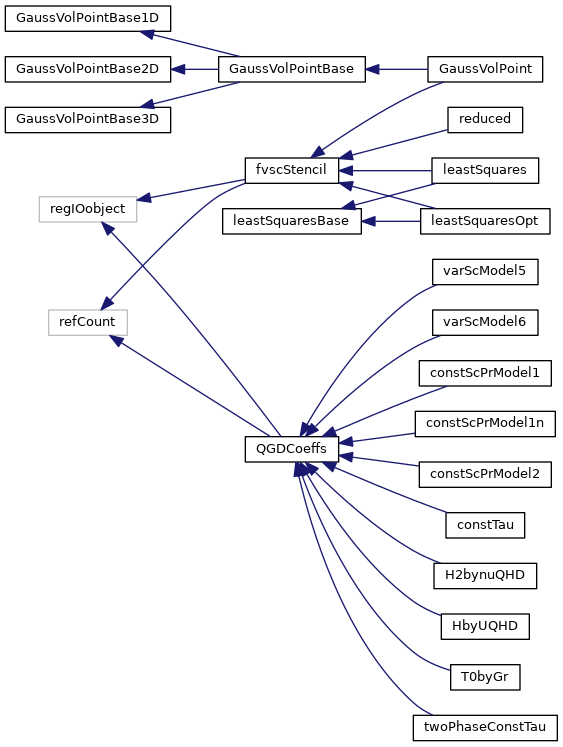 GaussVolPointBase1D
GaussVolPointBase2D
GaussVolPointBase
GaussVolPoint
GaussVolPointBase3D
reduced
fvscStencil
leastSquares
regIOobject
leastSquaresBase
leastSquaresOpt
varScModel5
refCount
varScModel6
constScPrModel1
constScPrModel1n
QGDCoeffs
constScPrModel2
constTau
H2bynuQHD
HbyUQHD
T0byGr
twoPhaseConstTau